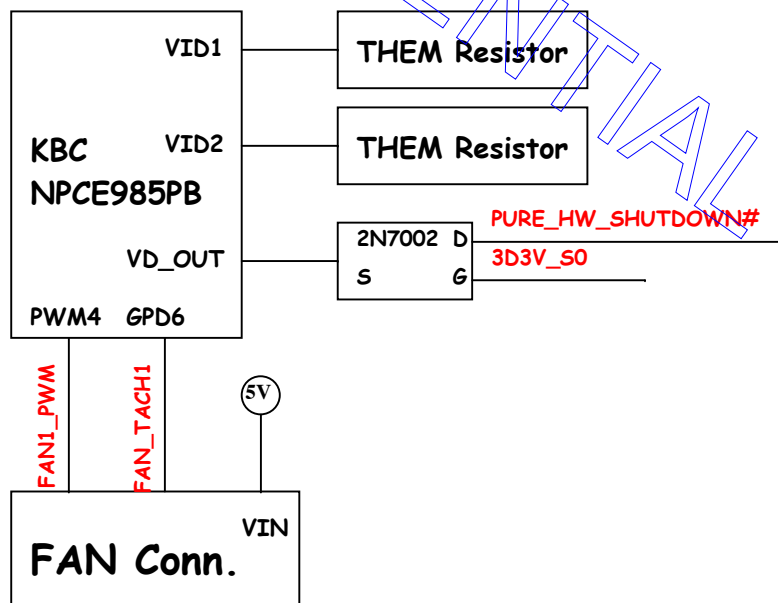 VID1
THEM Resistor
KBC
NPCE985PB
VID2
THEM Resistor
VD_OUT
2N7002 D
S G
PURE_HW_SHUTDOWN#
3D3V_S0
PWM4 GPD6
FAN1_PWM
FAN_TACH1
5V
VIN
FAN Conn.
NTIAL